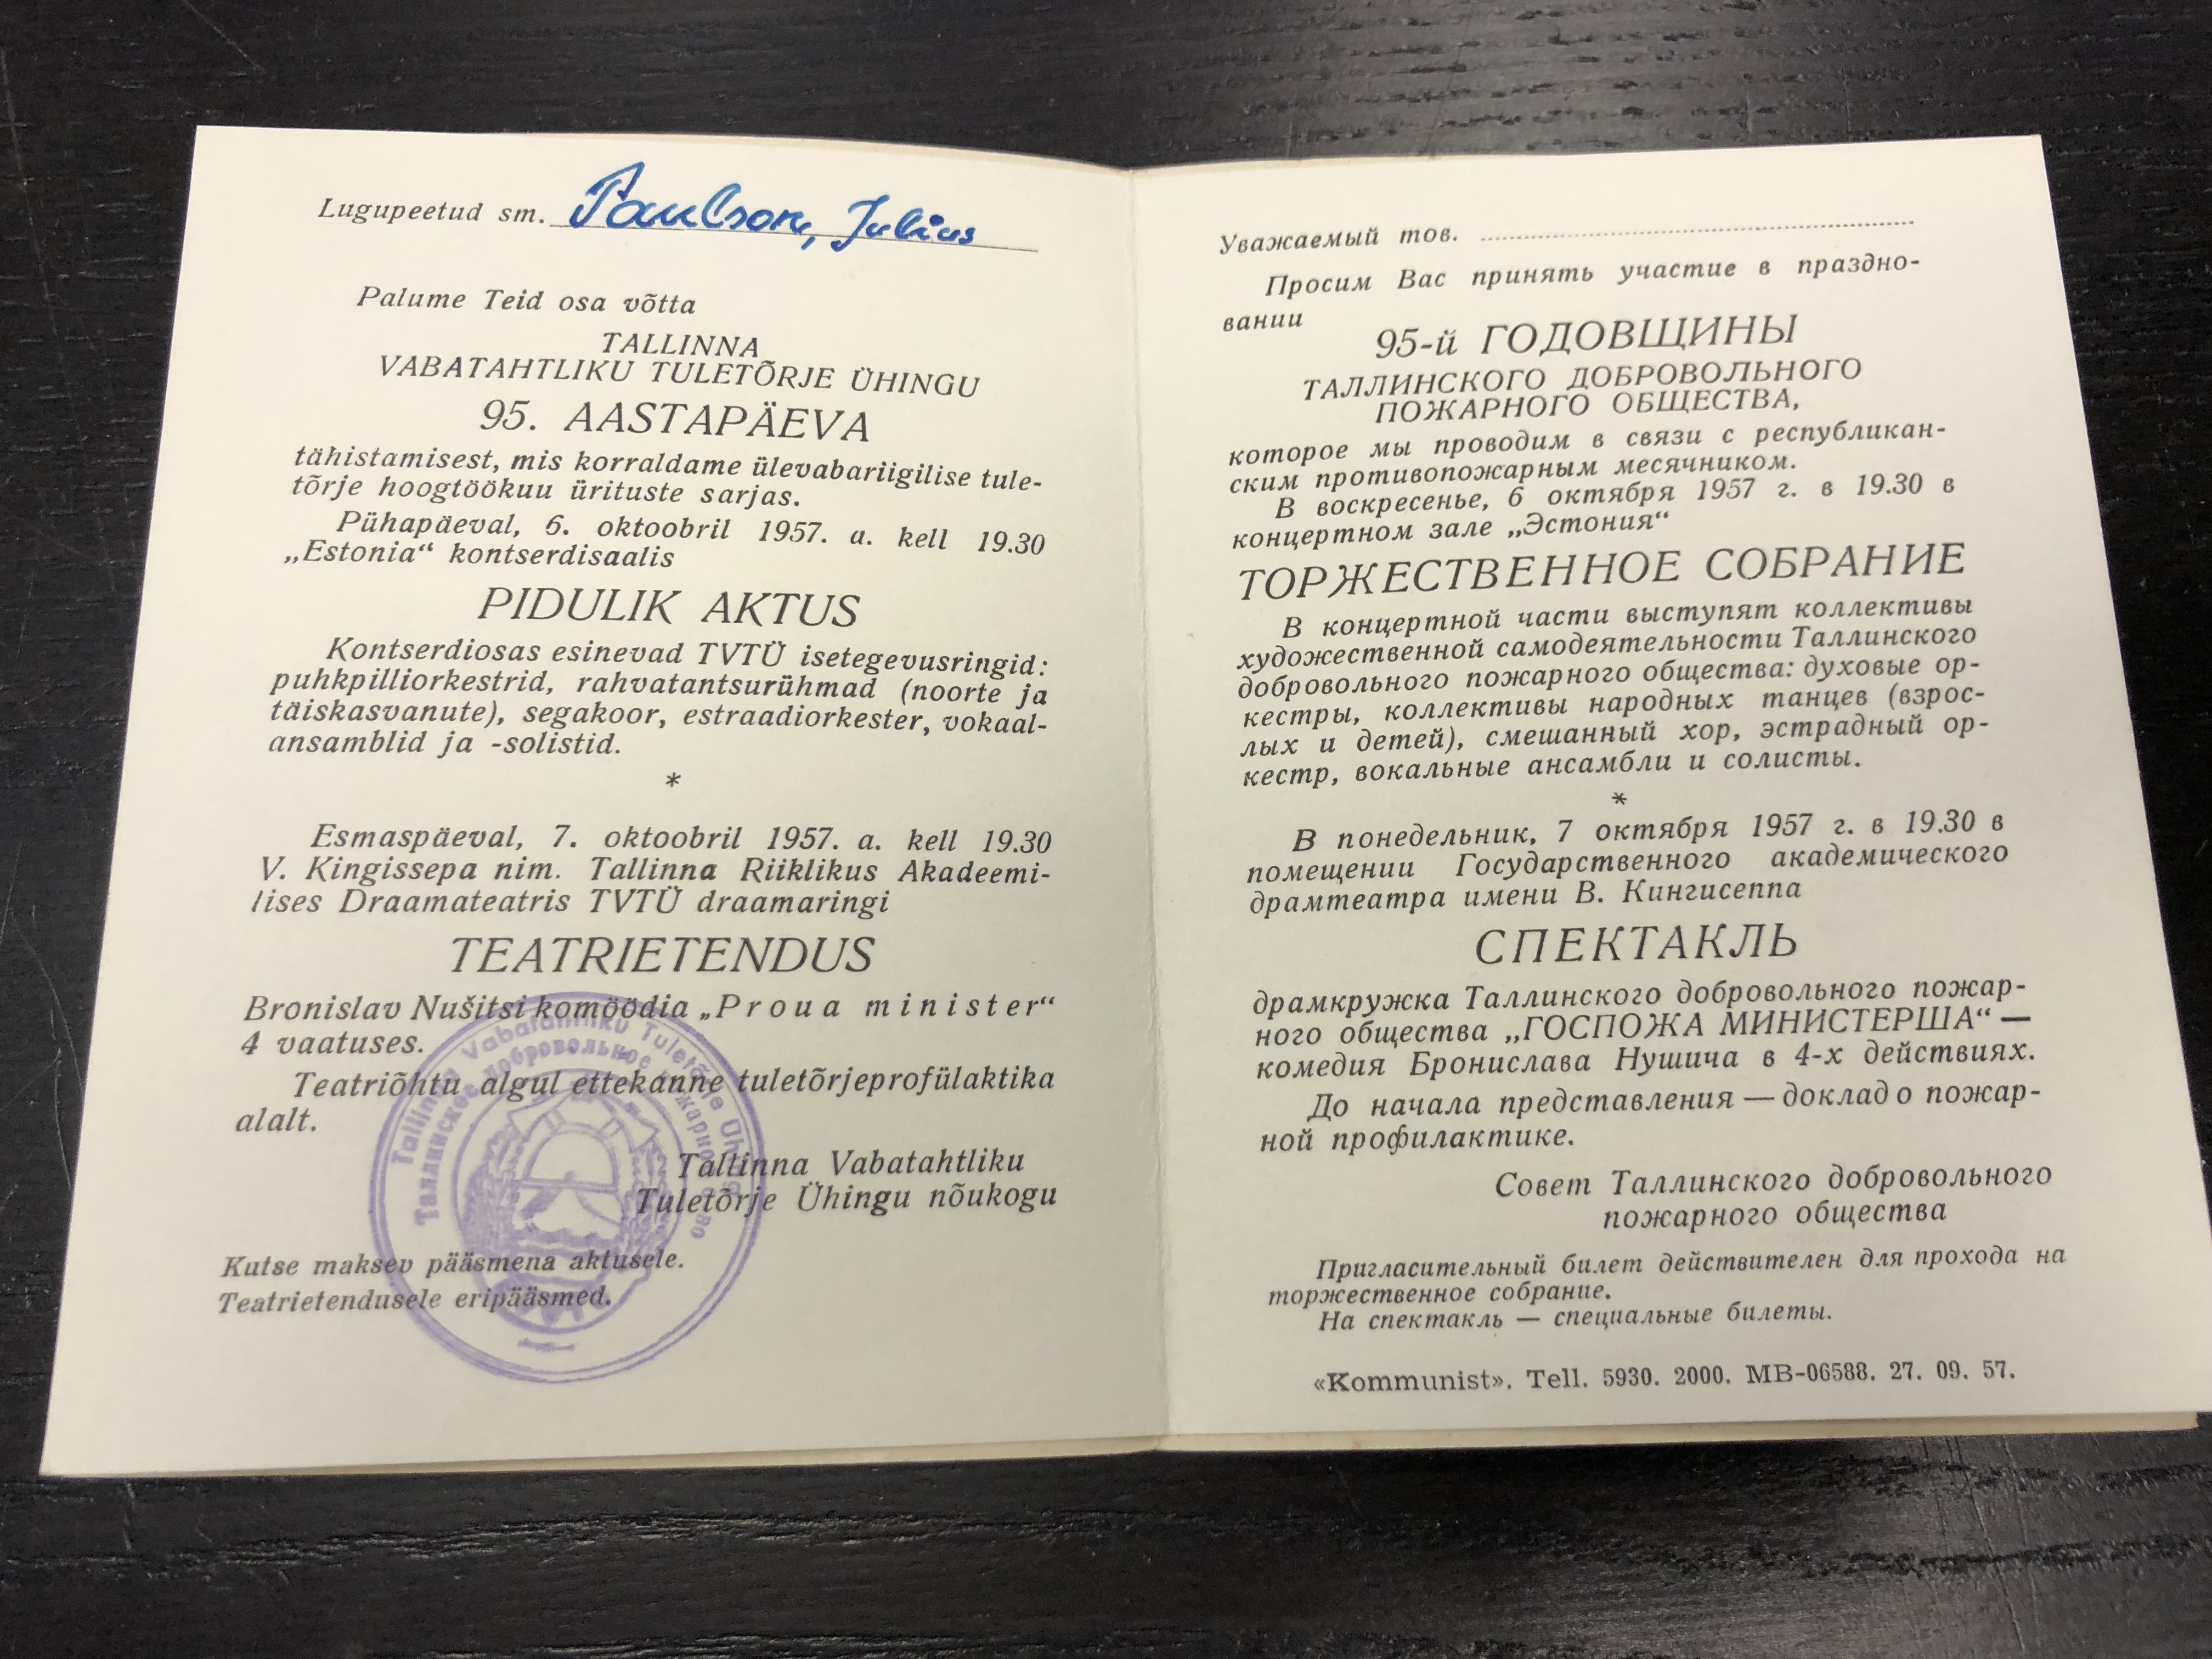 Lugupeetud sm. Paulson, Julius
Palume Teid osa võtta
TALLINNA
VABATAHTLIKU TULETÕRJE ÜHINGU
95. AASTAPÄEVA
tähistamisest, mis korraldame ülevabariigilise tule-
tõrje hoogtöökuu ürituste sarjas.
Pühapäeval, 6. oktoobril 1957. a. kell 19.30
„Estonia“ kontserdisaalis
PIDULIK AKTUS
Kontserdiosas esinevad TVTÜ isetegevusringid:
puhkpilliorkestrid, rahvatantsurühmad (noorte ja
täiskasvanute), segakoor, estraadiorkester, vokaal-
ansamblid ja -solistid.
*
Esmaspäeval, 7. oktoobril 1957. a. kell 19.30
V. Kingissepa nim. Tallinna Riiklikus Akadeemi-
lises Draamateatris TVTÜ draamaringi
TEATRIETENDUS
Bronislav Nušitsi komöödia „Proua minister“
4 vaatuses.
Teatriõhtu algul ettekanne tuletõrjeprofülaktika
alalt.
Tallinna Vabatahtliku
Tuletõrje Ühingu nõukogu
Kutse maksev pääsmena aktusele.
Teatrietendusele eripääsmed.
Tallinna Vabatahtliku Tuletõrje Ühing
Таллинское добровольное пожарное
Уважаемый тов.
Просим Вас принять участие в праздно-
вании
95-й ГОДОВЩИНЫ
ТАЛЛИНСКОГО ДОБРОВОЛЬНОГО
ПОЖАРНОГО ОБЩЕСТВА,
которое мы проводим в связи с республикан-
ским противопожарным месячником.
В воскресенье, 6 октября 1957 г. в 19.30 в
концертном зале „Эстония“
ТОРЖЕСТВЕННОЕ СОБРАНИЕ
В концертной части выступят коллективы
художественной самодеятельности Таллинского
добровольного пожарного общества: духовые ор-
кестры, коллективы народных танцев (взрос-
лых и детей), смешанный хор, эстрадный ор-
кестр, вокальные ансамбли и солисты.
*
В понедельник, 7 октября 1957 г. в 19.30 в
помещении Государственного академического
драмтеатра имени В. Кингисеппа
СПЕКТАКЛЬ
драмкружка Таллинского добровольного пожар-
ного общества „ГОСПОЖА МИНИСТЕРША“ —
комедия Бронислава Нушича в 4-х действиях.
До начала представления — доклад о пожар-
ной профилактике.
Совет Таллинского добровольного
пожарного общества
Пригласительный билет действителен для прохода на
торжественное собрание.
На спектакль — специальные билеты.
«Kommunist». Tell. 5930. 2000. MB-06588. 27. 09. 57.